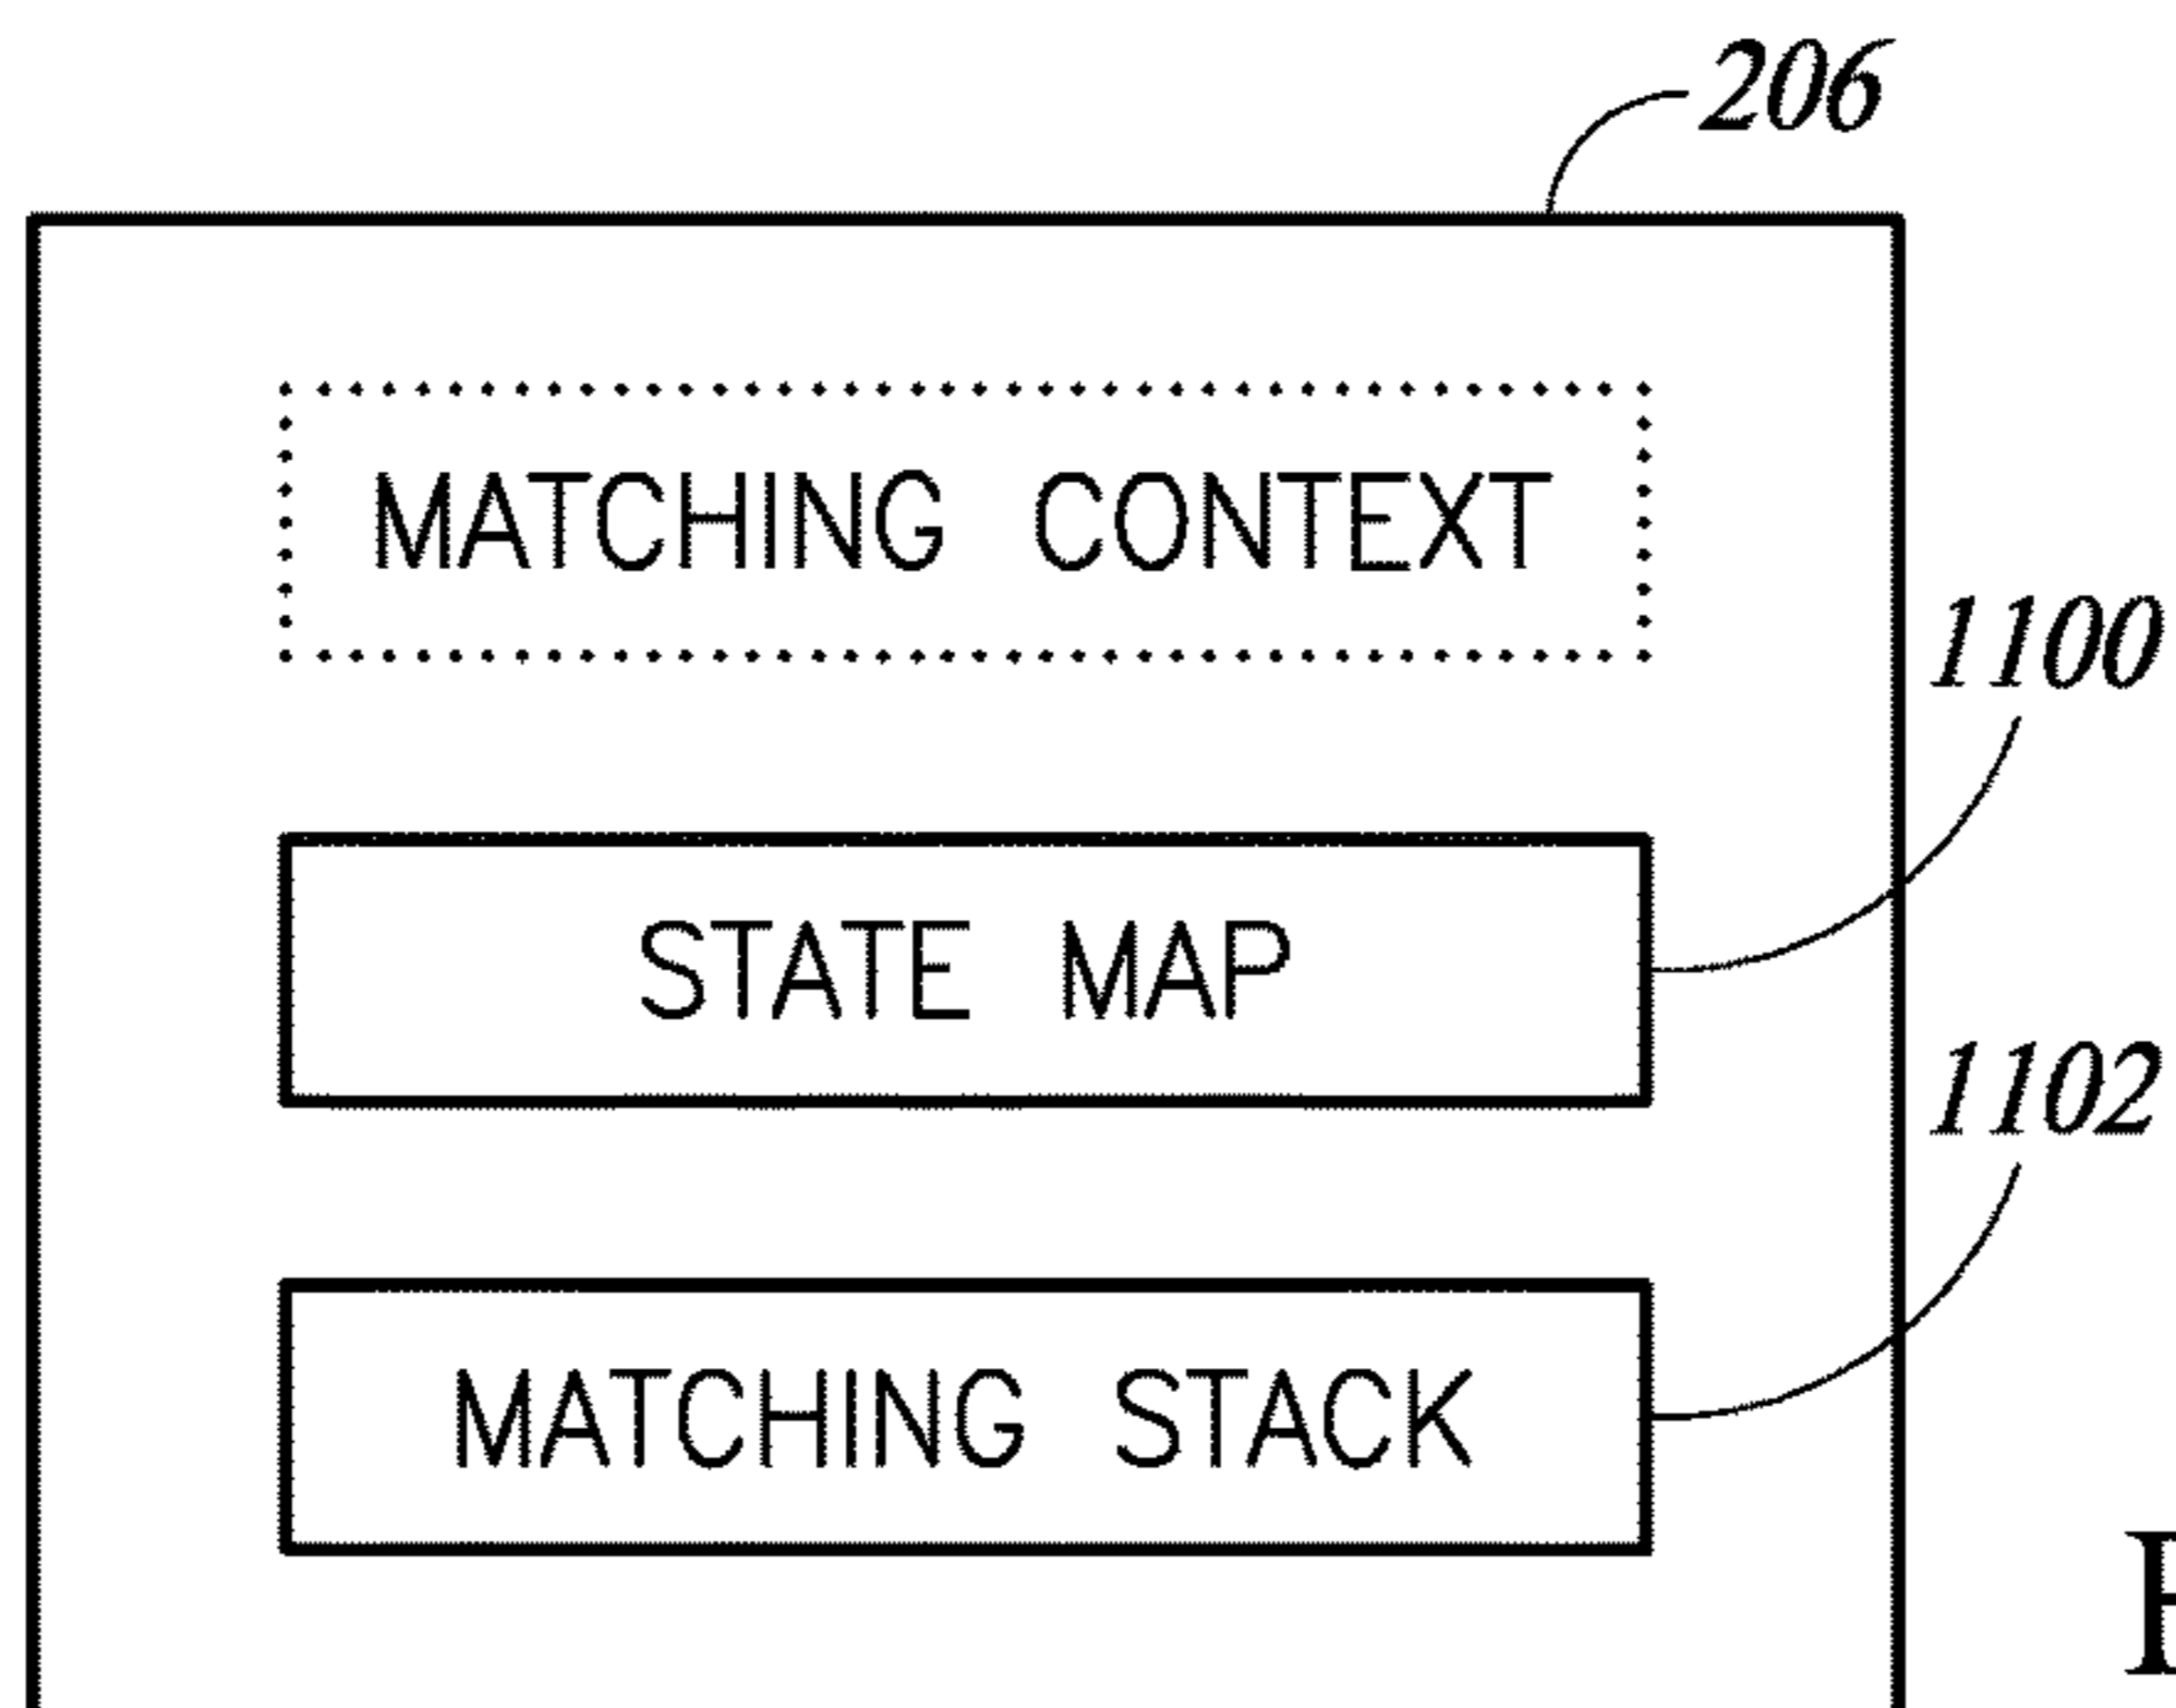 206
MATCHING CONTEXT
1100
STATE MAP
1102
MATCHING STACK